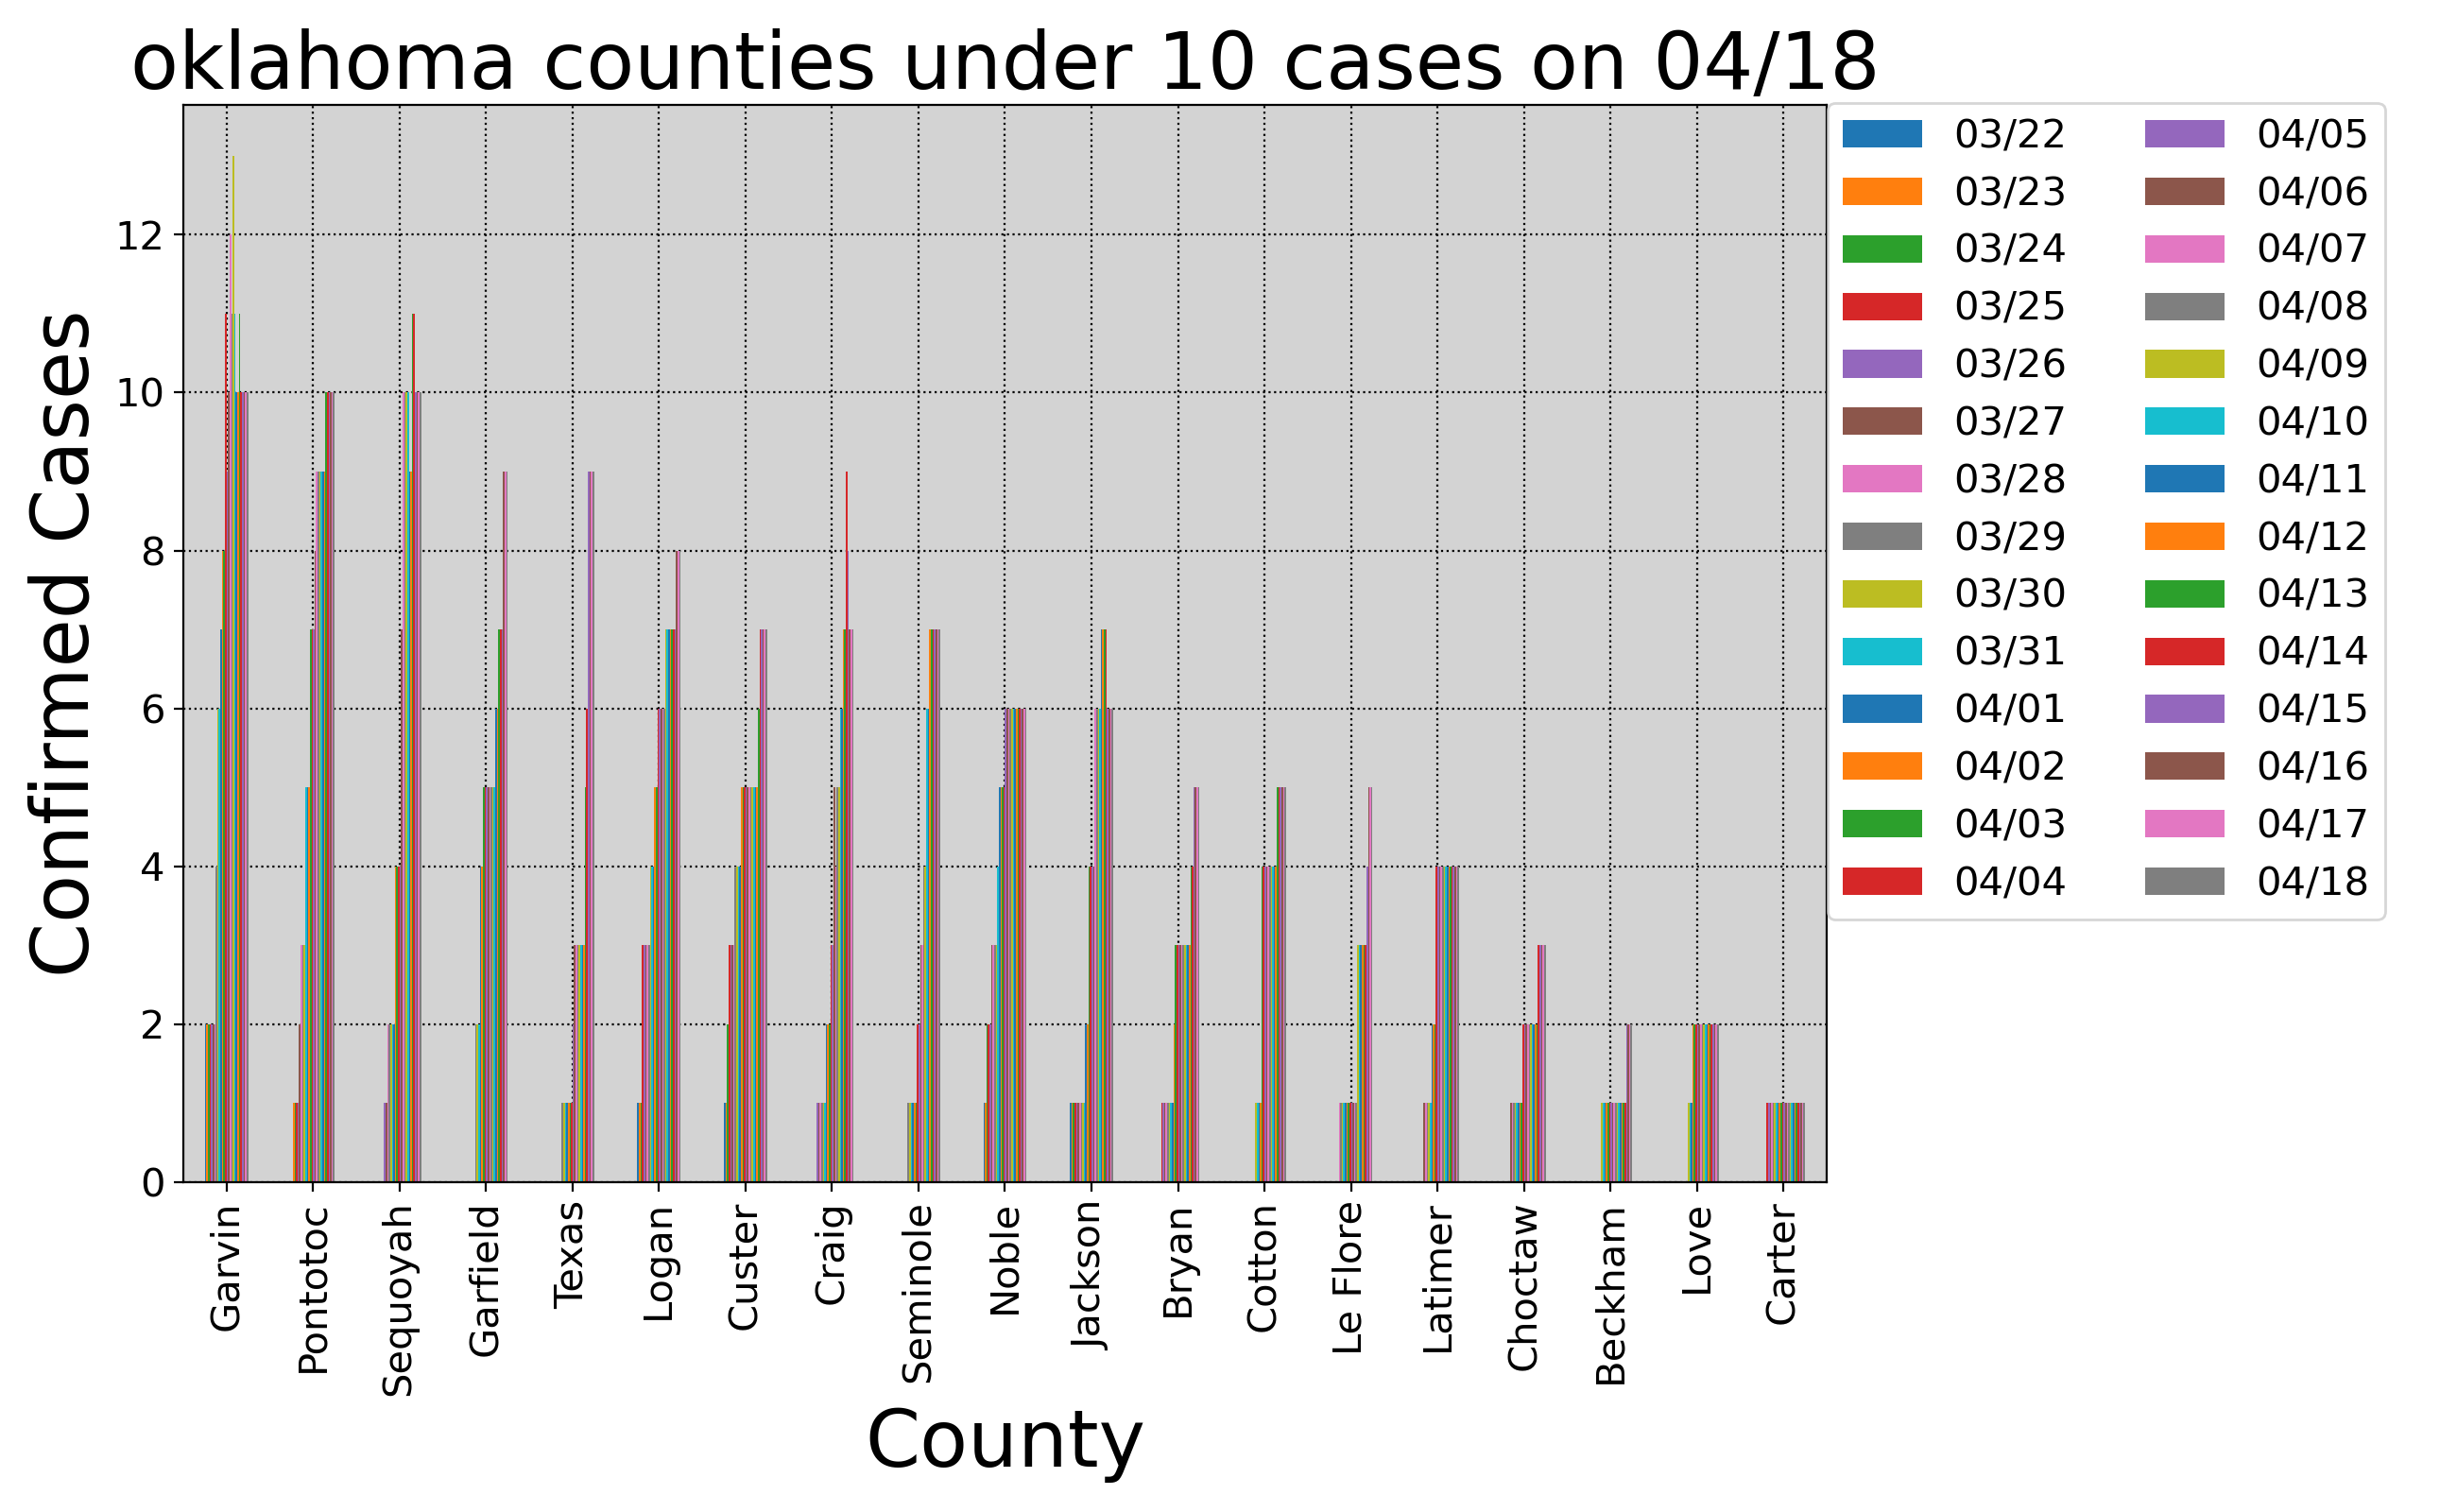 oklahoma counties under 10 cases on 04/18
Confirmed Cases
12
10
8
6
4
2
0
Garvin
Pontotoc
Sequoyah
Garfield
Texas
Logan
Custer
Craig
Seminole
Noble
Jackson
Bryan
Cotton
Le Flore
Latimer
Choctaw
Beckham
Love
Carter
County
03/22
03/23
03/24
03/25
03/26
03/27
03/28
03/29
03/30
03/31
04/01
04/02
04/03
04/04
04/05
04/06
04/07
04/08
04/09
04/10
04/11
04/12
04/13
04/14
04/15
04/16
04/17
04/18